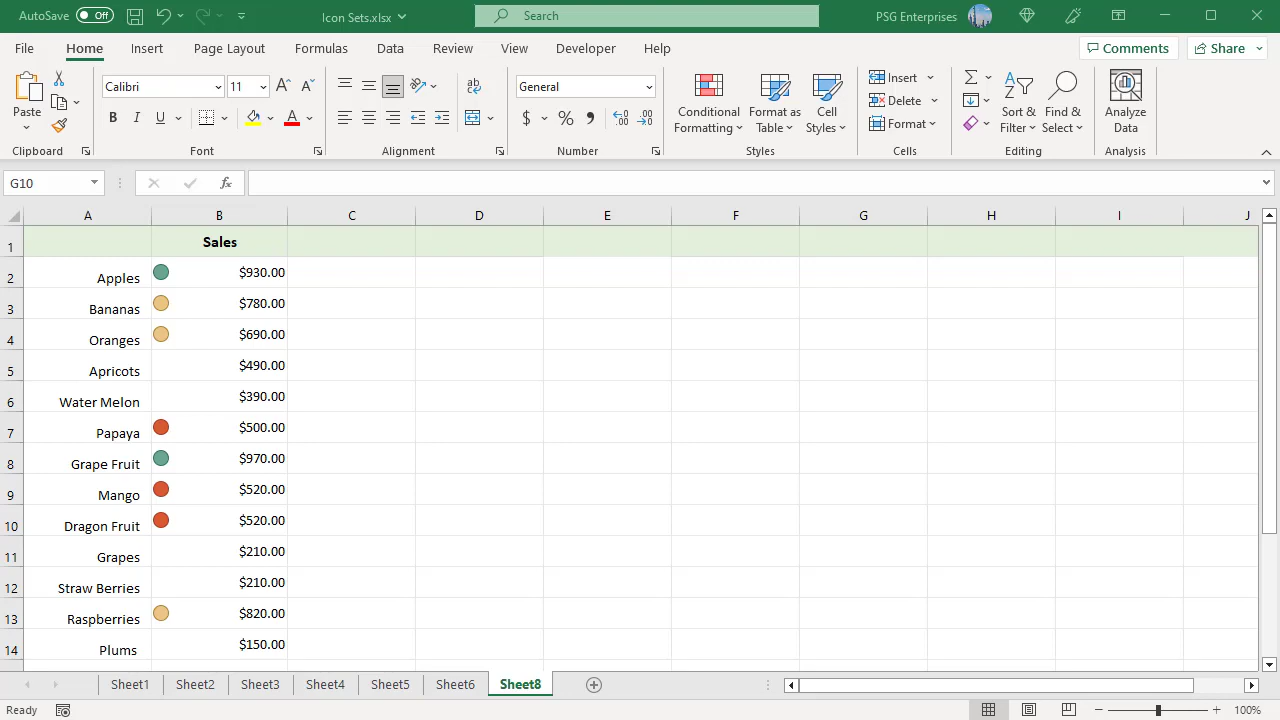 AutoSave Off Icon Sets.xlsx Search PSG Enterprises
File Home Insert Page Layout Formulas Data Review View Developer Help Comments Share
Paste
Clipboard
Calibri 11
B I U A
Font
ab
Alignment
General
$ % ,
Number
Conditional Formatting
Format as Table
Cell Styles
Styles
Insert
Delete
Format
Cells
Sort & Filter
Find & Select
Editing
Analyze Data
Analysis
G10 fx
A B C D E F G H I J
1 Sales
2 Apples $930.00
3 Bananas $780.00
4 Oranges $690.00
5 Apricots $490.00
6 Water Melon $390.00
7 Papaya $500.00
8 Grape Fruit $970.00
9 Mango $520.00
10 Dragon Fruit $520.00
11 Grapes $210.00
12 Straw Berries $210.00
13 Raspberries $820.00
14 Plums $150.00
Sheet1 Sheet2 Sheet3 Sheet4 Sheet5 Sheet6 Sheet8
Ready 100%